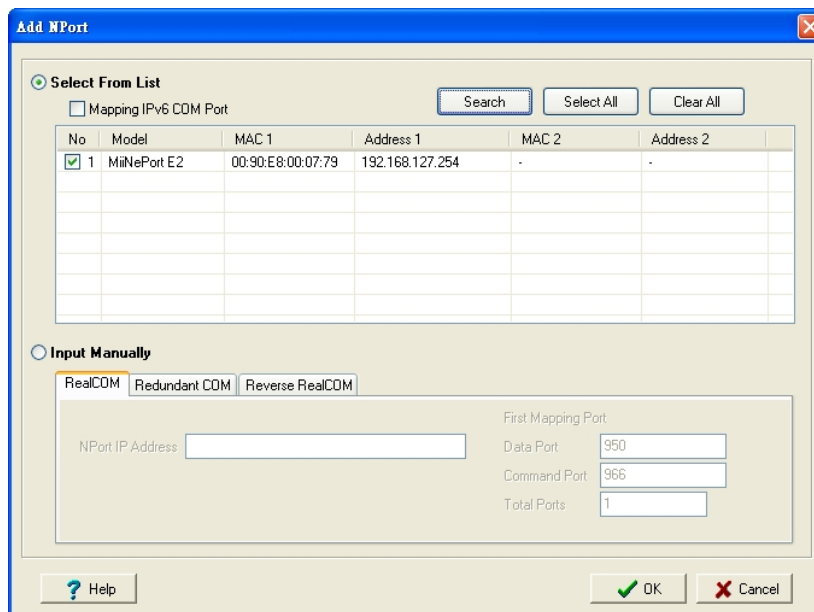 Add NPort
Select From List
Mapping IPv6 COM Port
Search Select All Clear All
No Model MAC 1 Address 1 MAC 2 Address 2
1 MiiNePort E2 00:90:E8:00:07:79 192.168.127.254 - -
Input Manually
RealCOM Redundant COM Reverse RealCOM
First Mapping Port
NPort IP Address Data Port 950
Command Port 966
Total Ports 1
? Help OK Cancel